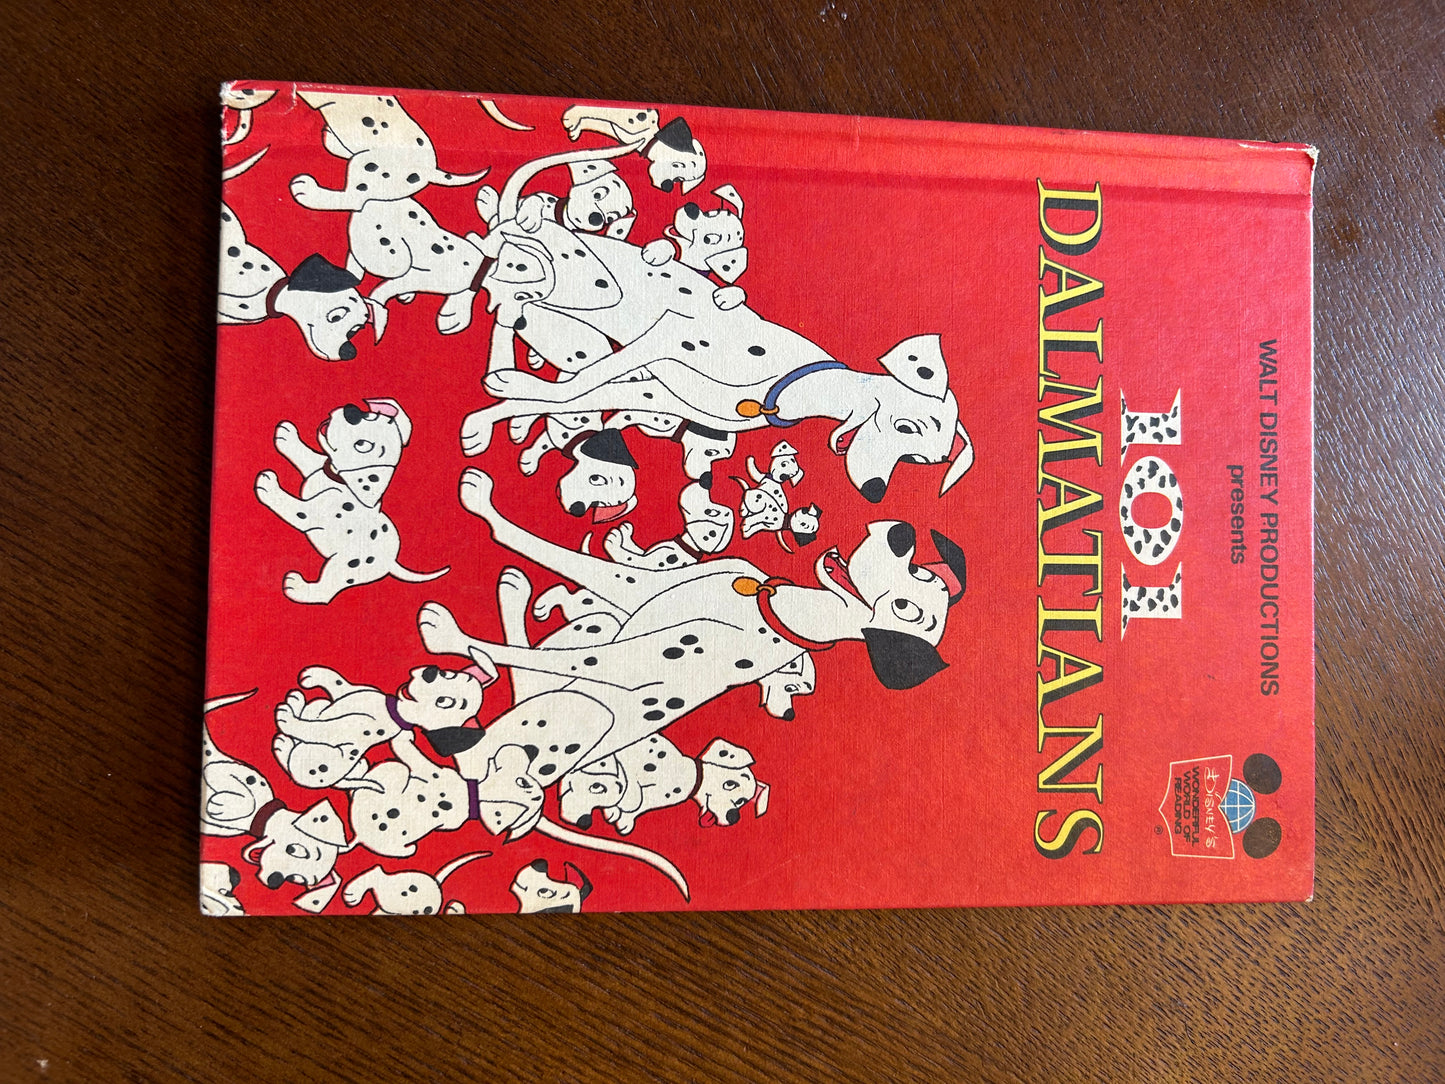 WALT DISNEY PRODUCTIONS
presents
101
DALMATIANS
DISNEY'S
WONDERFUL
WORLD OF
READING
®